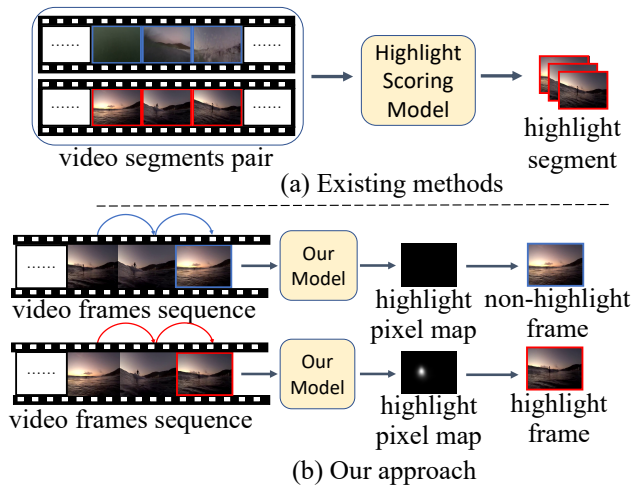 ...... ......
Highlight
Scoring
Model
...... ......
video segments pair
highlight
segment
(a) Existing methods
......
Our
Model
video frames sequence
highlight
pixel map
non-highlight
frame
......
Our
Model
video frames sequence
highlight
pixel map
highlight
frame
(b) Our approach